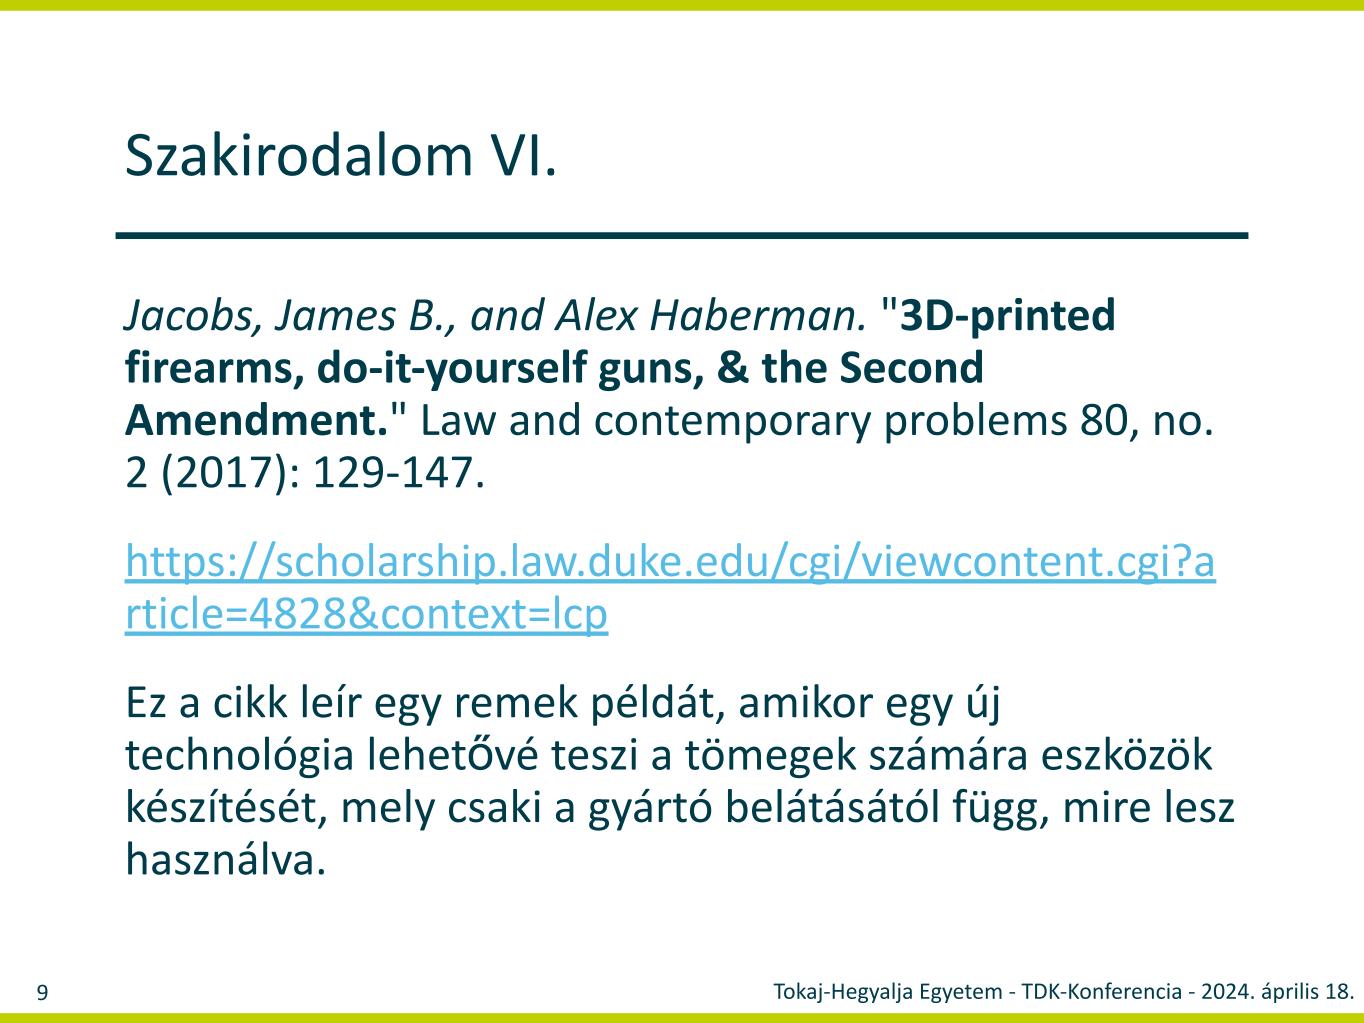 Szakirodalom VI.
Jacobs, James B., and Alex Haberman. "3D-printed
firearms, do-it-yourself guns, & the Second
Amendment." Law and contemporary problems 80, no.
2 (2017): 129-147.
https://scholarship.law.duke.edu/cgi/viewcontent.cgi?a
rticle=4828&context=lcp
Ez a cikk leír egy remek példát, amikor egy új
technológia lehetővé teszi a tömegek számára eszközök
készítését, mely csaki a gyártó belátásától függ, mire lesz
használva.
9
Tokaj-Hegyalja Egyetem - TDK-Konferencia - 2024. április 18.